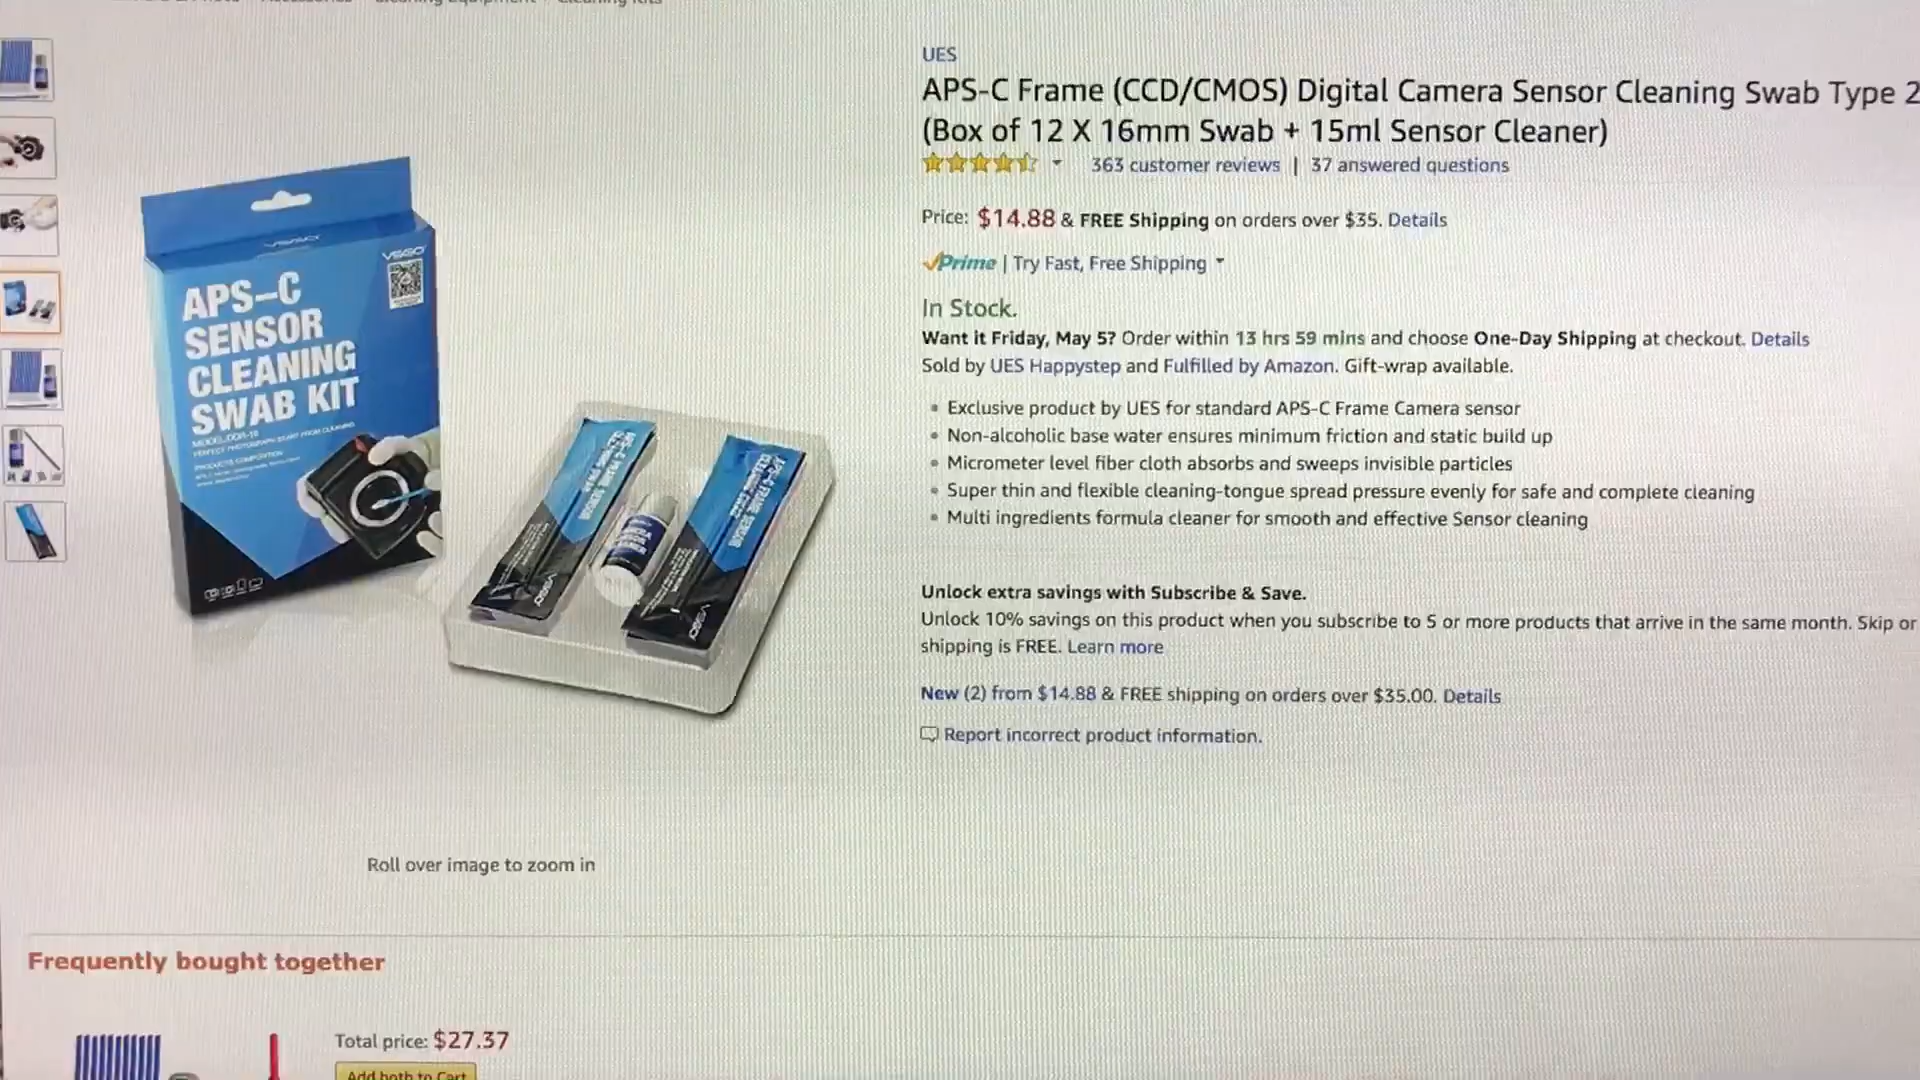 UES
APS-C Frame (CCD/CMOS) Digital Camera Sensor Cleaning Swab Type 2
(Box of 12 X 16mm Swab + 15ml Sensor Cleaner)
363 customer reviews | 37 answered questions
Price: $14.88 & FREE Shipping on orders over $35. Details
Prime | Try Fast, Free Shipping
In Stock.
Want it Friday, May 5? Order within 13 hrs 59 mins and choose One-Day Shipping at checkout. Details
Sold by UES Happystep and Fulfilled by Amazon. Gift-wrap available.
Exclusive product by UES for standard APS-C Frame Camera sensor
Non-alcoholic base water ensures minimum friction and static build up
Micrometer level fiber cloth absorbs and sweeps invisible particles
Super thin and flexible cleaning-tongue spread pressure evenly for safe and complete cleaning
Multi ingredients formula cleaner for smooth and effective Sensor cleaning
Unlock extra savings with Subscribe & Save.
Unlock 10% savings on this product when you subscribe to 5 or more products that arrive in the same month. Skip or
shipping is FREE. Learn more
New (2) from $14.88 & FREE shipping on orders over $35.00. Details
Report incorrect product information.
VSGO
APS-C
SENSOR
CLEANING
SWAB KIT
Roll over image to zoom in
Frequently bought together
Total price: $27.37
Add both to Cart